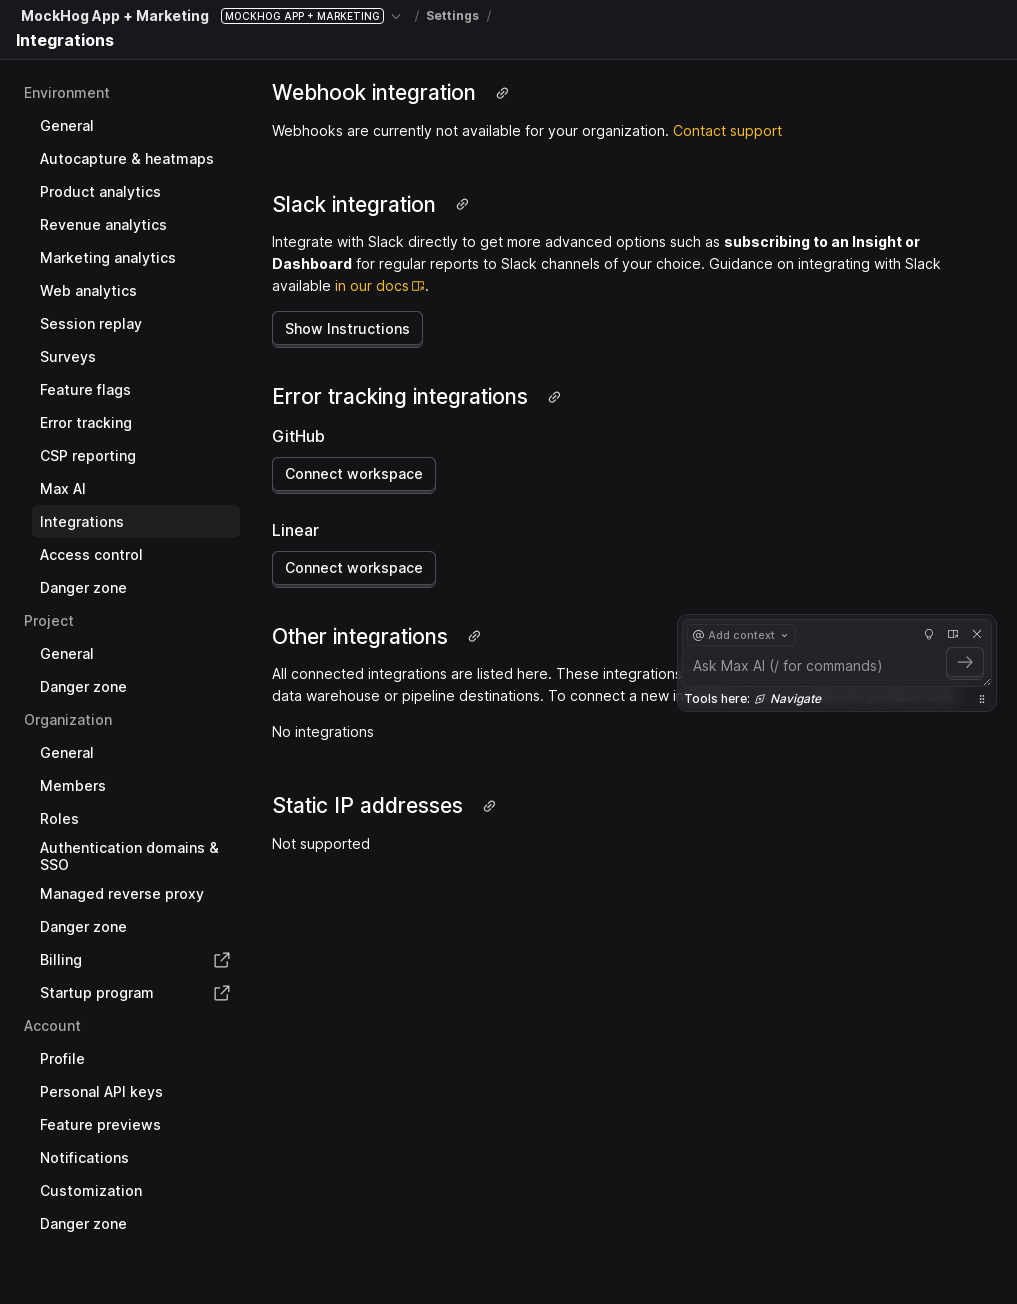 MockHog App + Marketing MOCKHOG APP + MARKETING / Settings /
Integrations
Environment
General
Autocapture & heatmaps
Product analytics
Revenue analytics
Marketing analytics
Web analytics
Session replay
Surveys
Feature flags
Error tracking
CSP reporting
Max AI
Integrations
Access control
Danger zone
Project
General
Danger zone
Organization
General
Members
Roles
Authentication domains &
SSO
Managed reverse proxy
Danger zone
Billing
Startup program
Account
Profile
Personal API keys
Feature previews
Notifications
Customization
Danger zone
Webhook integration
Webhooks are currently not available for your organization. Contact support
Slack integration
Integrate with Slack directly to get more advanced options such as subscribing to an Insight or
Dashboard for regular reports to Slack channels of your choice. Guidance on integrating with Slack
available in our docs.
Show Instructions
Error tracking integrations
GitHub
Connect workspace
Linear
Connect workspace
Other integrations
All connected integrations are listed here. These integrations
data warehouse or pipeline destinations. To connect a new
No integrations
Static IP addresses
Not supported
@ Add context
Ask Max AI (/ for commands)
Tools here: Navigate